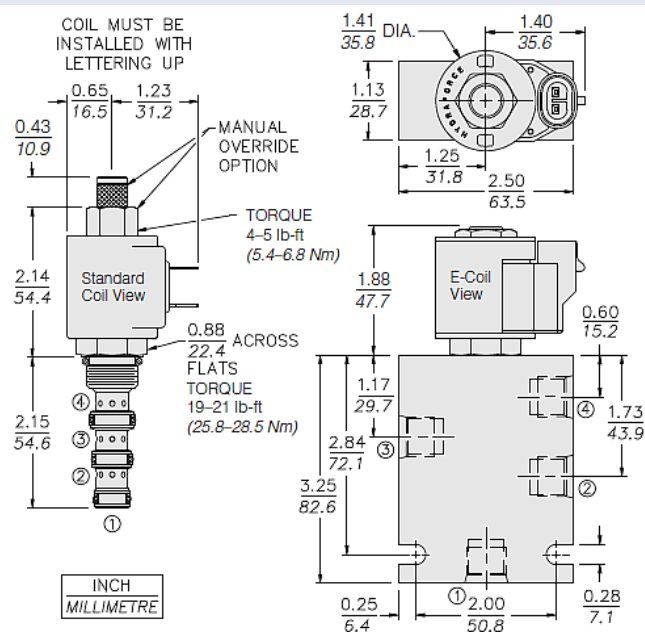 COIL MUST BE
INSTALLED WITH
LETTERING UP
0.65
16.5
1.23
31.2
0.43
10.9
MANUAL
OVERRIDE
OPTION
TORQUE
4–5 lb-ft
(5.4–6.8 Nm)
2.14
54.4
Standard
Coil View
0.88
22.4
ACROSS
FLATS
TORQUE
19–21 lb-ft
(25.8–28.5 Nm)
2.15
54.6
4
3
2
1
INCH
MILLIMETRE
1.41
35.8
DIA.
1.40
35.6
1.13
28.7
HYDRAFORCE
1.25
31.8
2.50
63.5
1.88
47.7
E-Coil
View
0.60
15.2
1.17
29.7
3
4
1.73
43.9
2.84
72.1
2
3.25
82.6
1
0.25
6.4
2.00
50.8
0.28
7.1